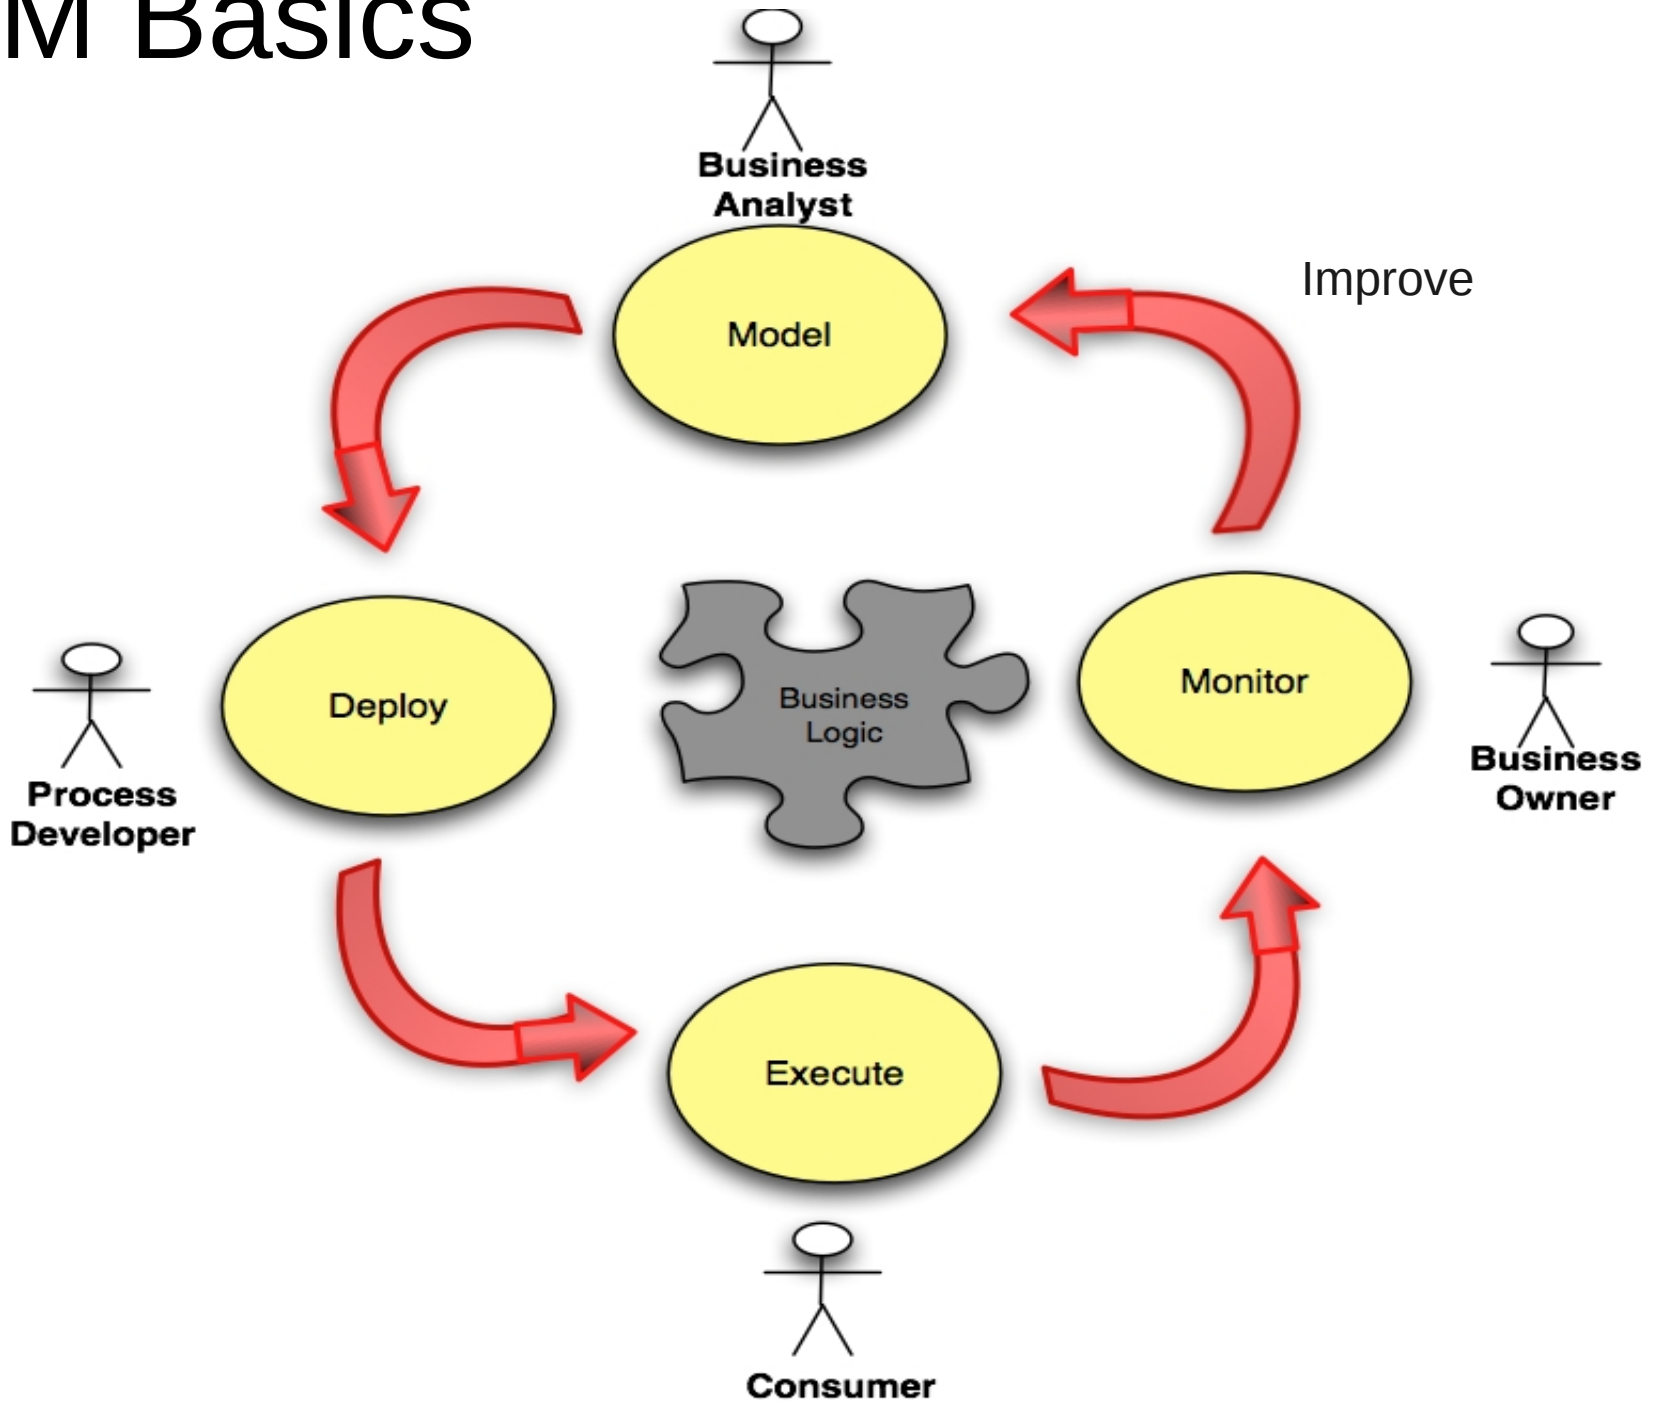 M Basics
Business
Analyst
Improve
Model
Deploy
Business
Logic
Monitor
Process
Developer
Business
Owner
Execute
Consumer